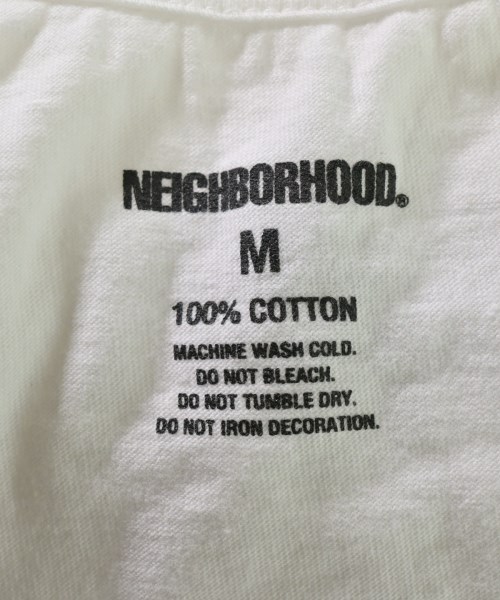 NEIGHBORHOOD®
M
100% COTTON
MACHINE WASH COLD.
DO NOT BLEACH.
DO NOT TUMBLE DRY.
DO NOT IRON DECORATION.